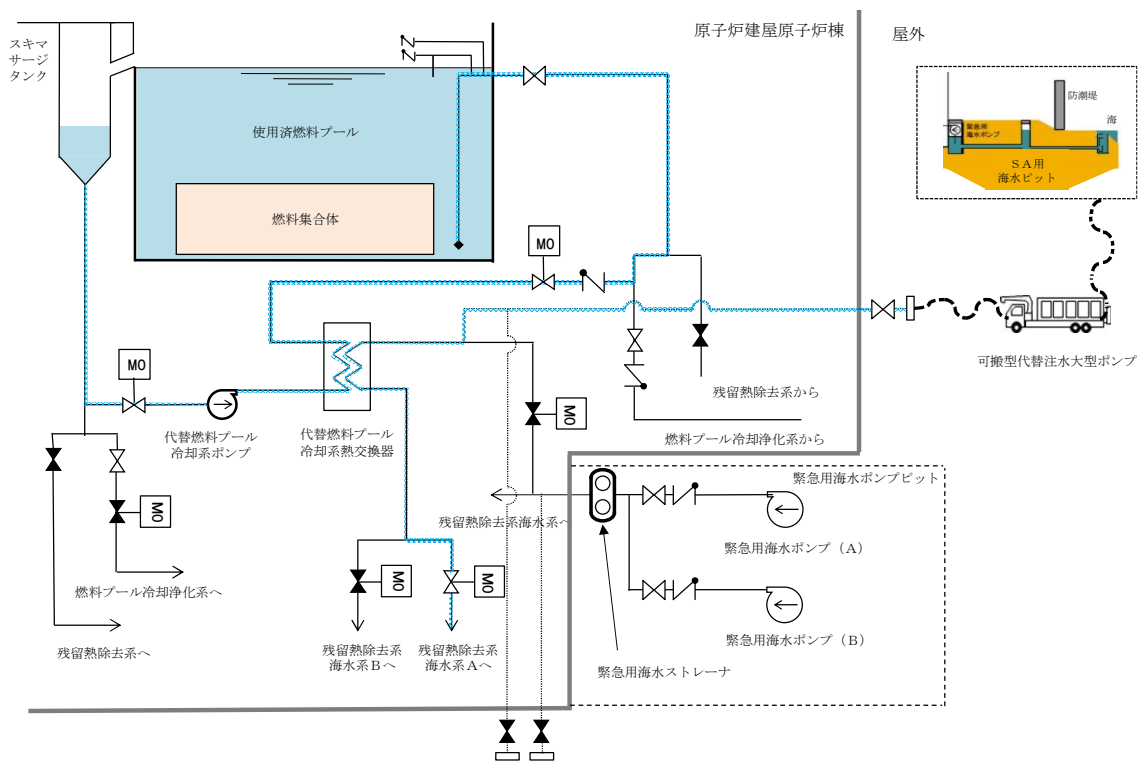 スキマ
サージ
タンク
原子炉建屋原子炉棟
屋外
使用済燃料プール
燃料集合体
防潮堤
海
緊急用
海水ポンプ
ＳＡ用
海水ピット
可搬型代替注水大型ポンプ
MO
MO
代替燃料プール
冷却系ポンプ
代替燃料プール
冷却系熱交換器
MO
残留熱除去系から
燃料プール冷却浄化系から
MO
燃料プール冷却浄化系へ
残留熱除去系へ
残留熱除去系海水系へ
MO
MO
残留熱除去系
海水系Ｂへ
残留熱除去系
海水系Ａへ
緊急用海水ポンプピット
緊急用海水ポンプ（A）
緊急用海水ポンプ（B）
緊急用海水ストレーナ